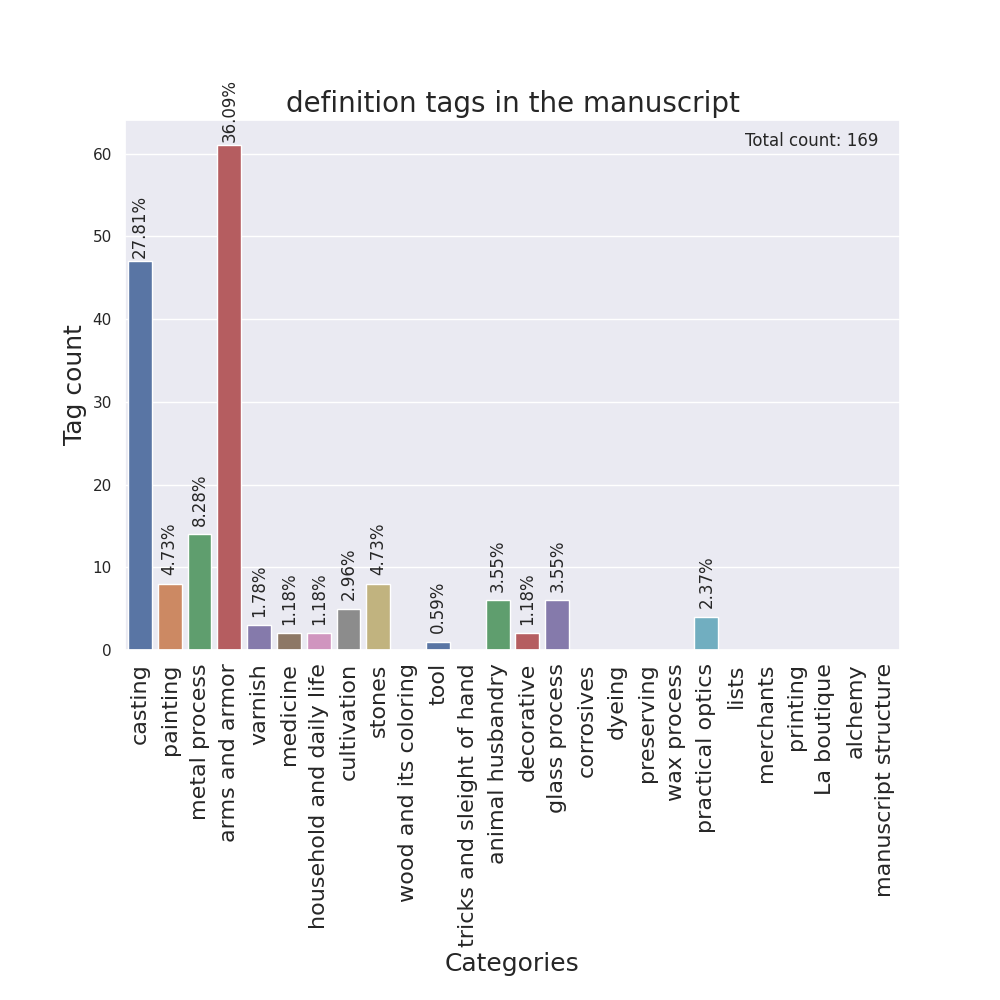 definition tags in the manuscript
Total count: 169
Tag count
60
50
40
30
20
10
0
27.81%
4.73%
8.28%
36.09%
1.78%
1.18%
1.18%
2.96%
4.73%
0.59%
3.55%
1.18%
3.55%
2.37%
casting
painting
metal process
arms and armor
varnish
medicine
household and daily life
cultivation
stones
wood and its coloring
tool
tricks and sleight of hand
animal husbandry
decorative
glass process
corrosives
dyeing
preserving
wax process
practical optics
lists
merchants
printing
La boutique
alchemy
manuscript structure
Categories